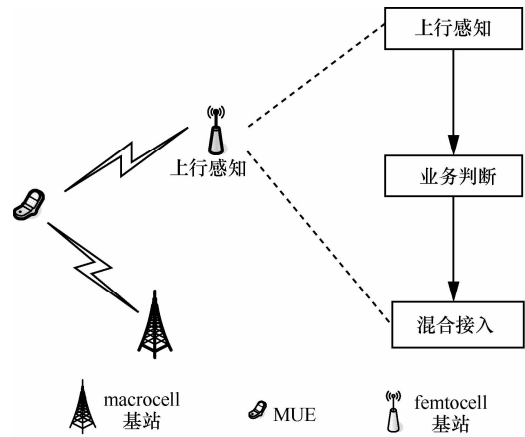 上行感知
上行感知
业务判断
混合接入
macrocell
基站
MUE
femtocell
基站